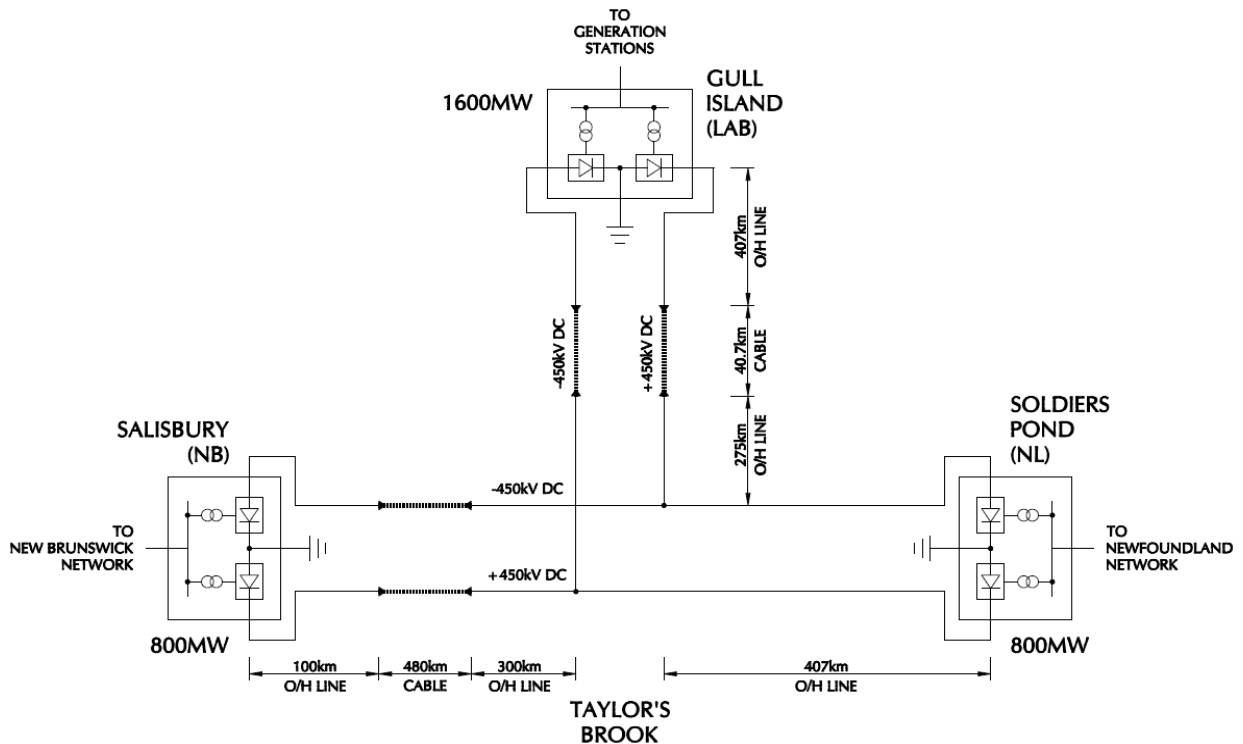 TO
GENERATION
STATIONS
1600MW
GULL
ISLAND
(LAB)
407km
O/H LINE
-450kV DC
+450kV DC
40.7km
CABLE
275km
O/H LINE
SALISBURY
(NB)
SOLDIERS
POND
(NL)
-450kV DC
TO
NEW BRUNSWICK
NETWORK
TO
NEWFOUNDLAND
NETWORK
+450kV DC
800MW
800MW
100km
O/H LINE
480km
CABLE
300km
O/H LINE
407km
O/H LINE
TAYLOR'S
BROOK